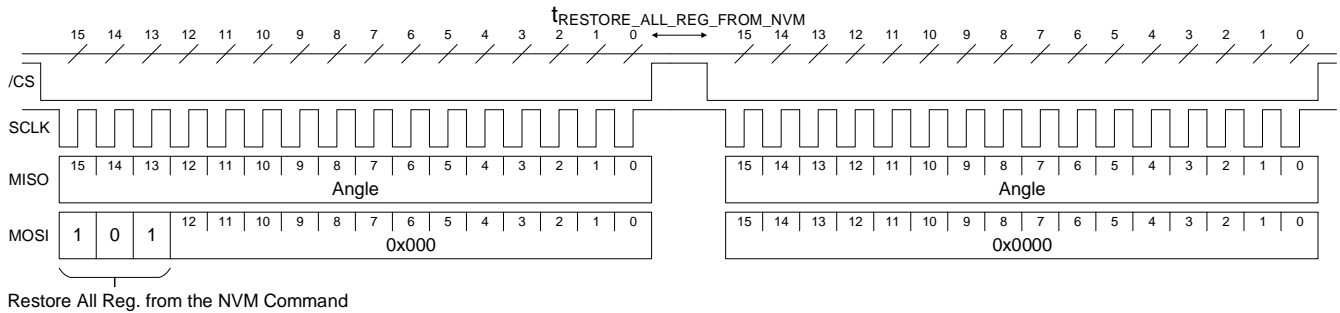 tRESTORE_ALL_REG_FROM_NVM
15 14 13 12 11 10 9 8 7 6 5 4 3 2 1 0 15 14 13 12 11 10 9 8 7 6 5 4 3 2 1 0
/CS
SCLK
15 14 13 12 11 10 9 8 7 6 5 4 3 2 1 0 15 14 13 12 11 10 9 8 7 6 5 4 3 2 1 0
MISO Angle Angle
12 11 10 9 8 7 6 5 4 3 2 1 0 15 14 13 12 11 10 9 8 7 6 5 4 3 2 1 0
MOSI 1 0 1 0x000 0x0000
Restore All Reg. from the NVM Command